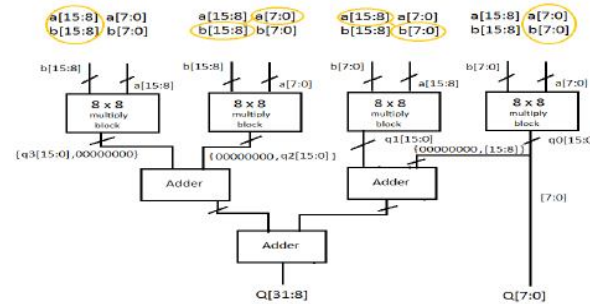 a[15:8] a[7:0] a[15:8] a[7:0] a[15:8] a[7:0] a[15:8] a[7:0]
b[15:8] b[7:0] b[15:8] b[7:0] b[15:8] b[7:0] b[15:8] b[7:0]
b[15:8] a[15:8] b[15:8] a[7:0] b[7:0] a[15:8] b[7:0] a[7:0]
8 x 8 8 x 8 8 x 8 8 x 8
multiply multiply multiply multiply
block block block block
{q3[15:0],00000000} {00000000,q2[15:0]} q1[15:0] {00000000,[15:8]} q0[15:0
Adder Adder
[7:0]
Adder
Q[31:8] Q[7:0]